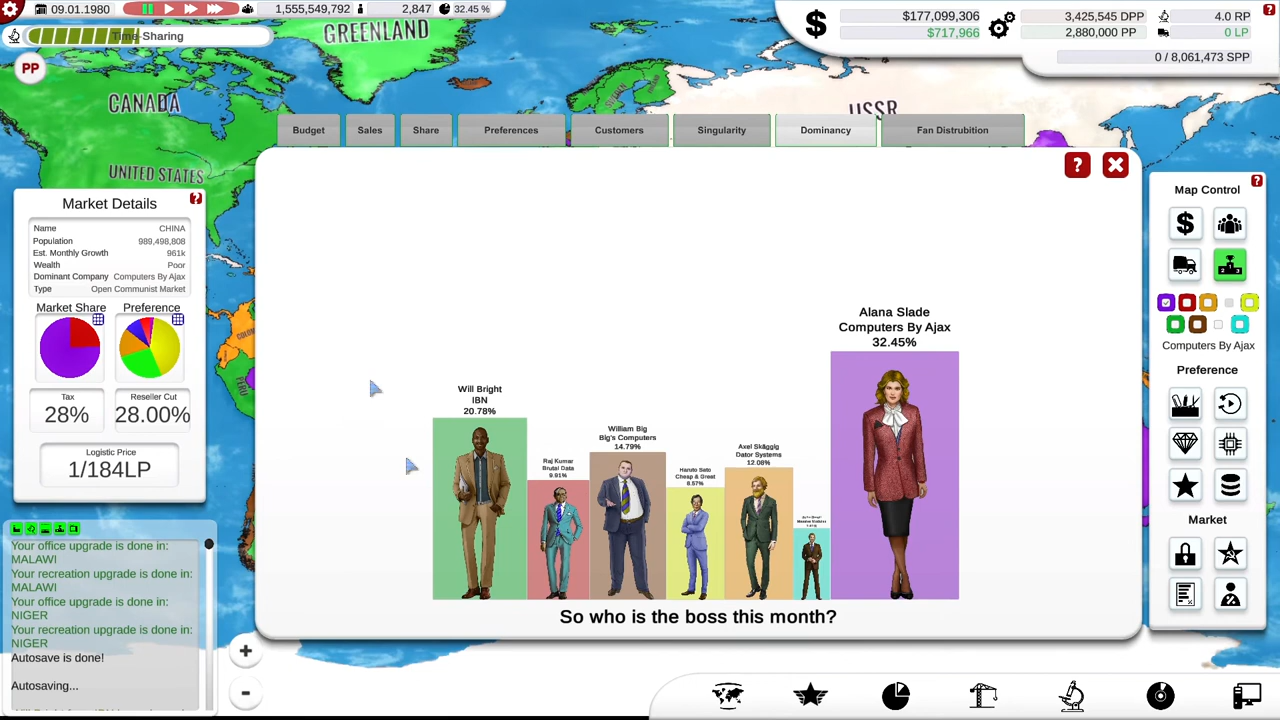 09.01.1980
1,555,549,792
2,847
32.45 %
$177,099,306
$717,966
3,425,545 DPP
2,880,000 PP
4.0 RP
0 LP
0 / 8,061,473 SPP
Time-Sharing
PP
GREENLAND
CANADA
USSR
UNITED STATES
PERU
Budget
Sales
Share
Preferences
Customers
Singularity
Dominancy
Fan Distrubition
?
Market Details
?
Name CHINA
Population 989,498,808
Est. Monthly Growth 961k
Wealth Poor
Dominant Company Computers By Ajax
Type Open Communist Market
Market Share
Preference
Tax
28%
Reseller Cut
28.00%
Logistic Price
1/184LP
Your office upgrade is done in:
MALAWI
Your recreation upgrade is done in:
MALAWI
Your office upgrade is done in:
NIGER
Your recreation upgrade is done in:
NIGER
Autosave is done!
Autosaving...
Will Bright
IBN
20.78%
Raj Kumar
Brutal Data
9.91%
William Big
Big's Computers
14.79%
Haruto Sato
Cheap & Great
8.57%
Axel Skäggig
Dator Systems
12.08%
Alana Slade
Computers By Ajax
32.45%
So who is the boss this month?
Map Control
?
$
Computers By Ajax
Preference
Market
+
-